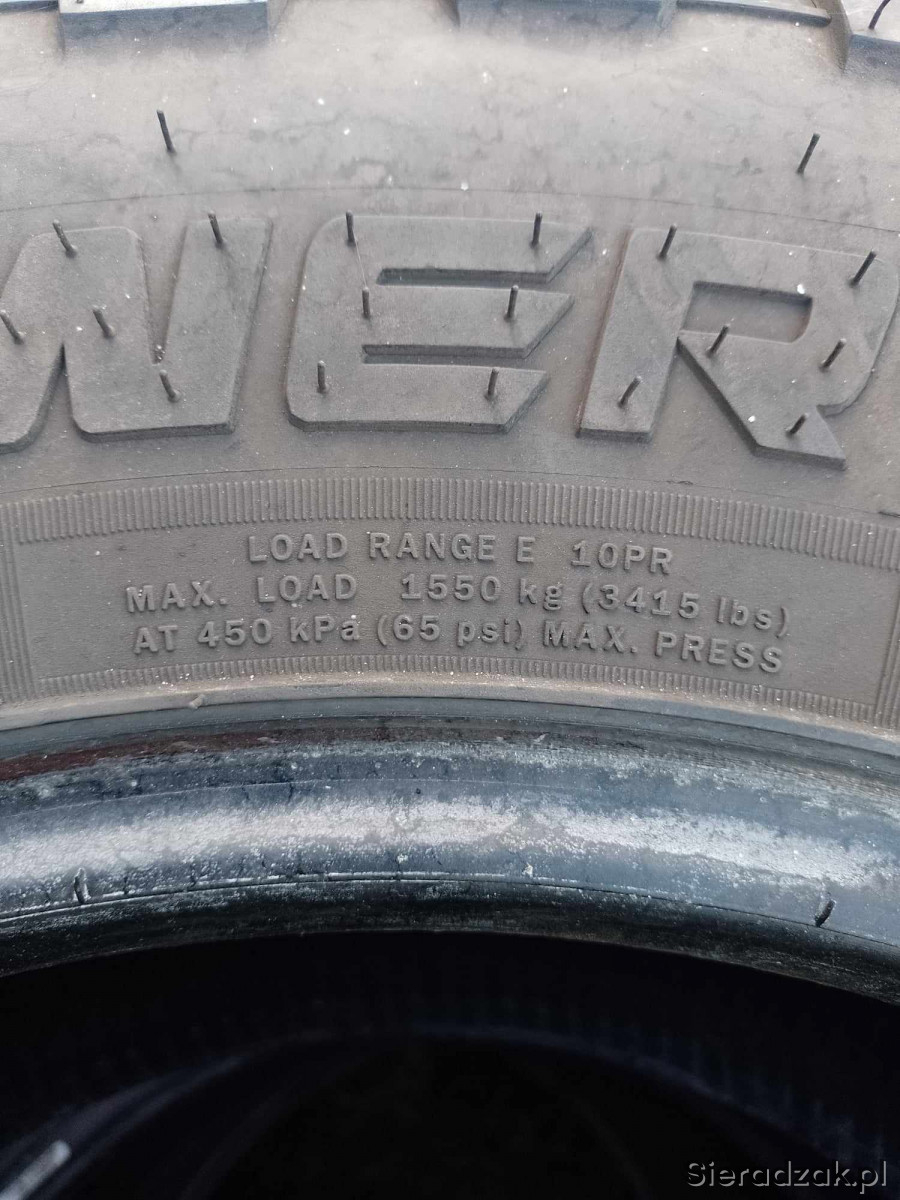 WER
LOAD RANGE E 10PR
MAX. LOAD 1550 kg (3415 lbs)
AT 450 kPa (65 psi) MAX. PRESS
Sieradzak.pl